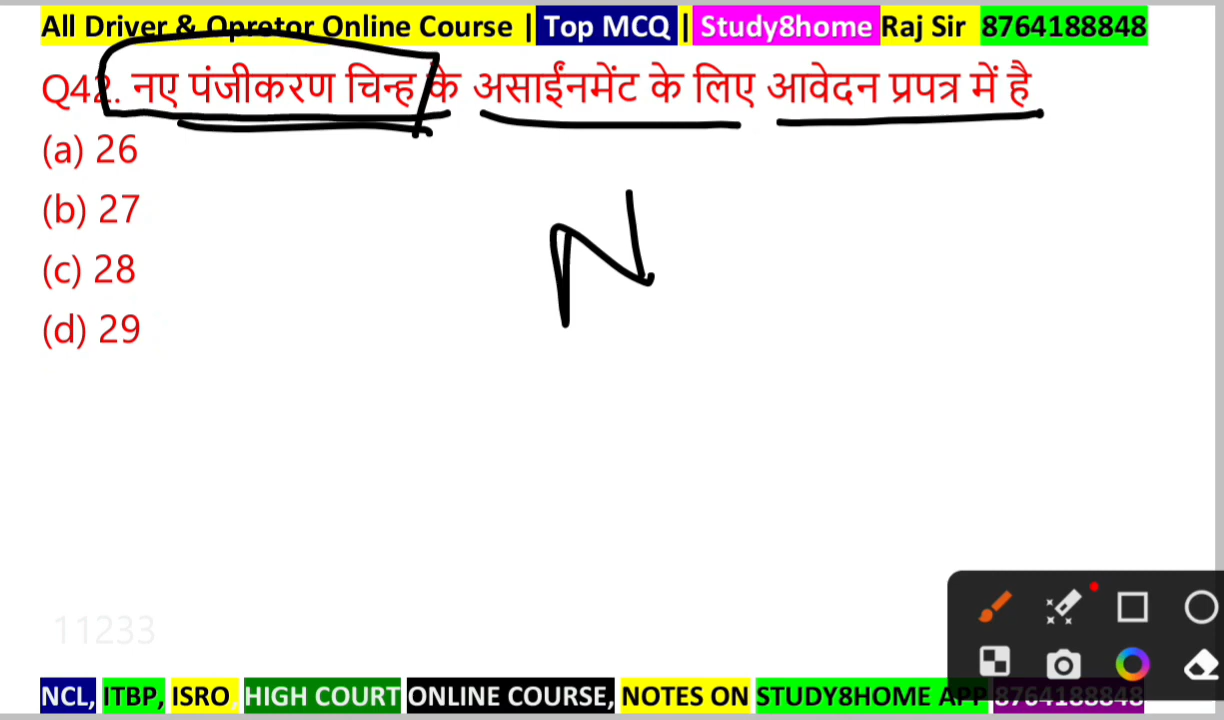 All Driver & Opretor Online Course | Top MCQ | Study8home Raj Sir 8764188848
Q42. नए पंजीकरण चिन्ह के असाईंनमेंट के लिए आवेदन प्रपत्र में है
(a) 26
(b) 27
(c) 28
(d) 29
N
11233
NCL, ITBP, ISRO, HIGH COURT ONLINE COURSE, NOTES ON STUDY8HOME APP 8764188848